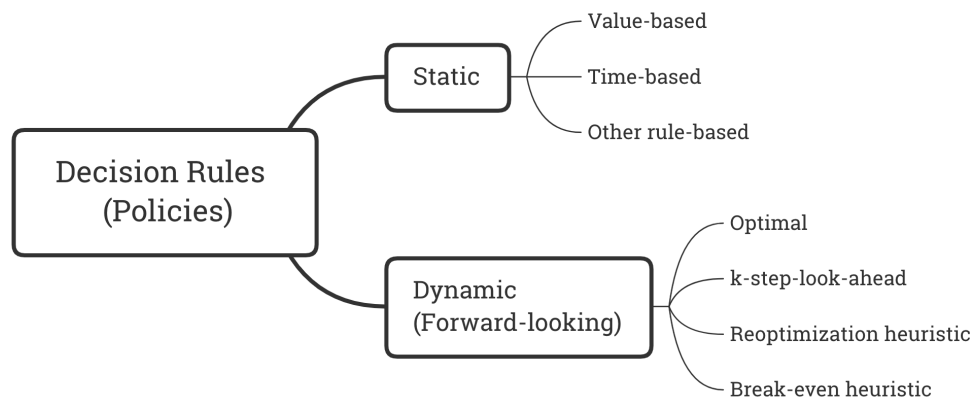 Decision Rules
(Policies)
Static
Value-based
Time-based
Other rule-based
Dynamic
(Forward-looking)
Optimal
k-step-look-ahead
Reoptimization heuristic
Break-even heuristic